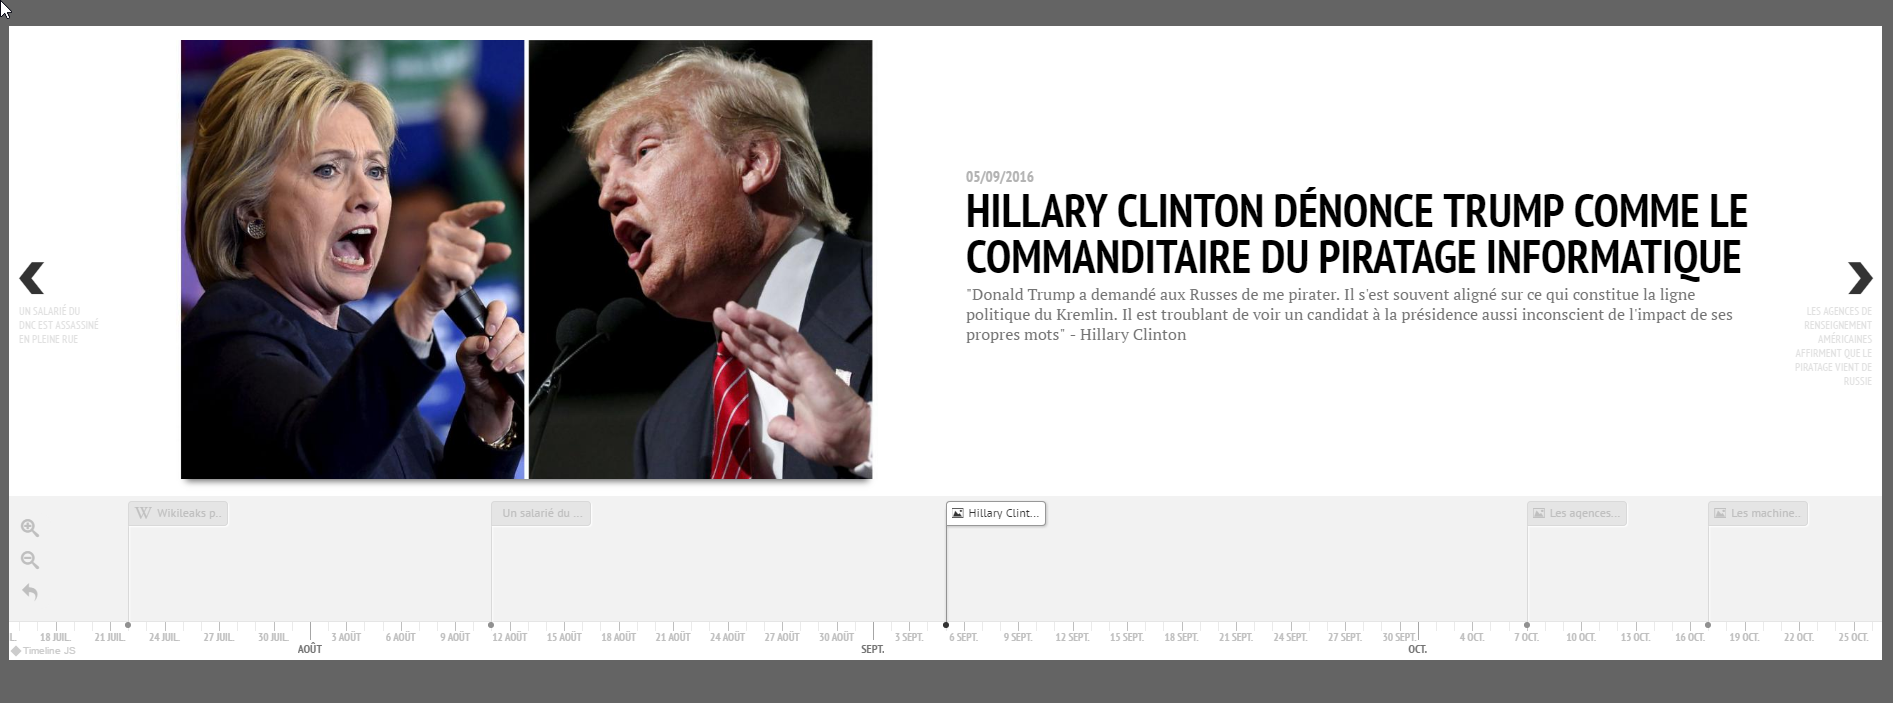 05/09/2016
HILLARY CLINTON DÉNONCE TRUMP COMME LE
COMMANDITAIRE DU PIRATAGE INFORMATIQUE
"Donald Trump a demandé aux Russes de me pirater. Il s'est souvent aligné sur ce qui constitue la ligne
politique du Kremlin. Il est troublant de voir un candidat à la présidence aussi inconscient de l'impact de ses
propres mots" - Hillary Clinton
UN SALARIÉ DU
DNC EST ASSASSINÉ
EN PLEINE RUE
LES AGENCES DE
RENSEIGNEMENT
AMÉRICAINES
AFFIRMENT QUE LE
PIRATAGE VIENT DE
RUSSIE
Wikileaks p.. Un salarié du ... Hillary Clint... Les agences... Les machine..
L. 18 JUIL. 21 JUIL. 24 JUIL. 27 JUIL. 30 JUIL. 3 AOÛT 6 AOÛT 9 AOÛT 12 AOÛT 15 AOÛT 18 AOÛT 21 AOÛT 24 AOÛT 27 AOÛT 30 AOÛT 3 SEPT. 6 SEPT. 9 SEPT. 12 SEPT. 15 SEPT. 18 SEPT. 21 SEPT. 24 SEPT. 27 SEPT. 30 SEPT. 4 OCT. 7 OCT. 10 OCT. 13 OCT. 16 OCT. 19 OCT. 22 OCT. 25 OCT.
AOÛT SEPT. OCT.
Timeline JS